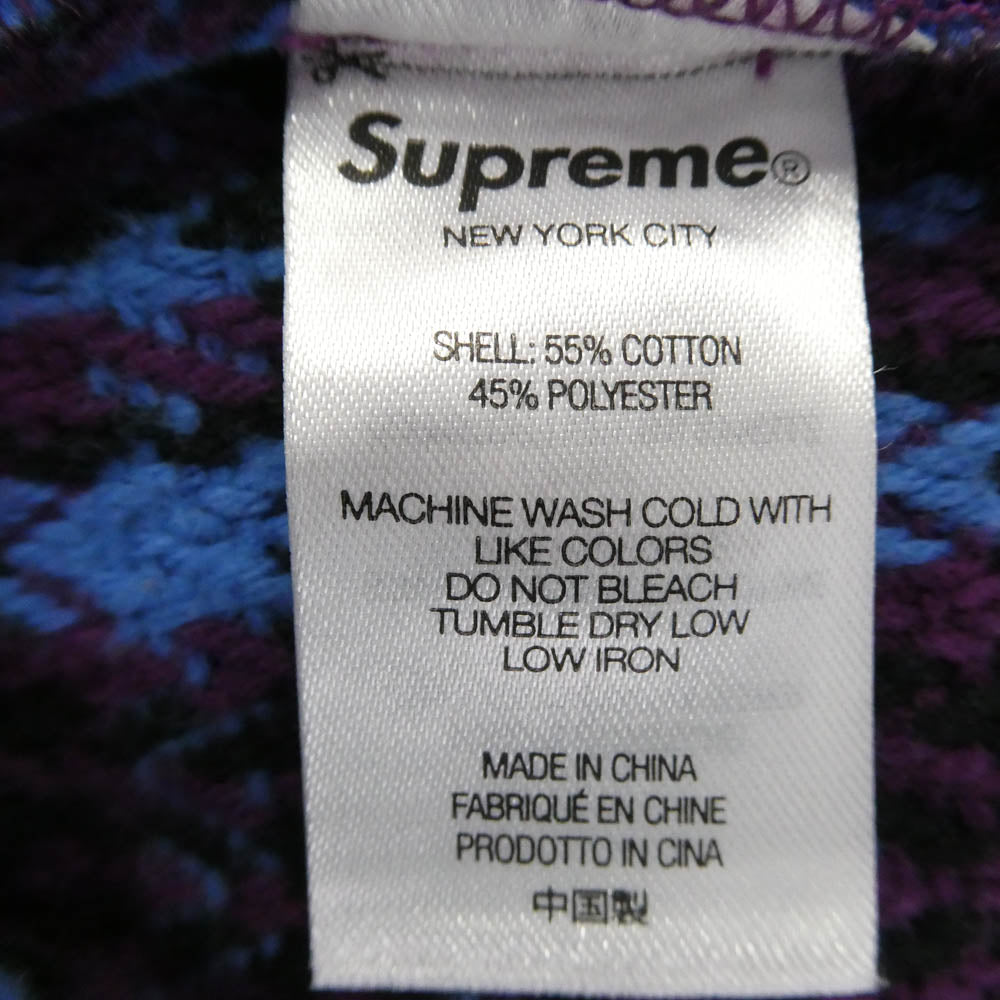 Supreme®
NEW YORK CITY
SHELL: 55% COTTON
45% POLYESTER
MACHINE WASH COLD WITH
LIKE COLORS
DO NOT BLEACH
TUMBLE DRY LOW
LOW IRON
MADE IN CHINA
FABRIQUÉ EN CHINE
PRODOTTO IN CINA
中国製